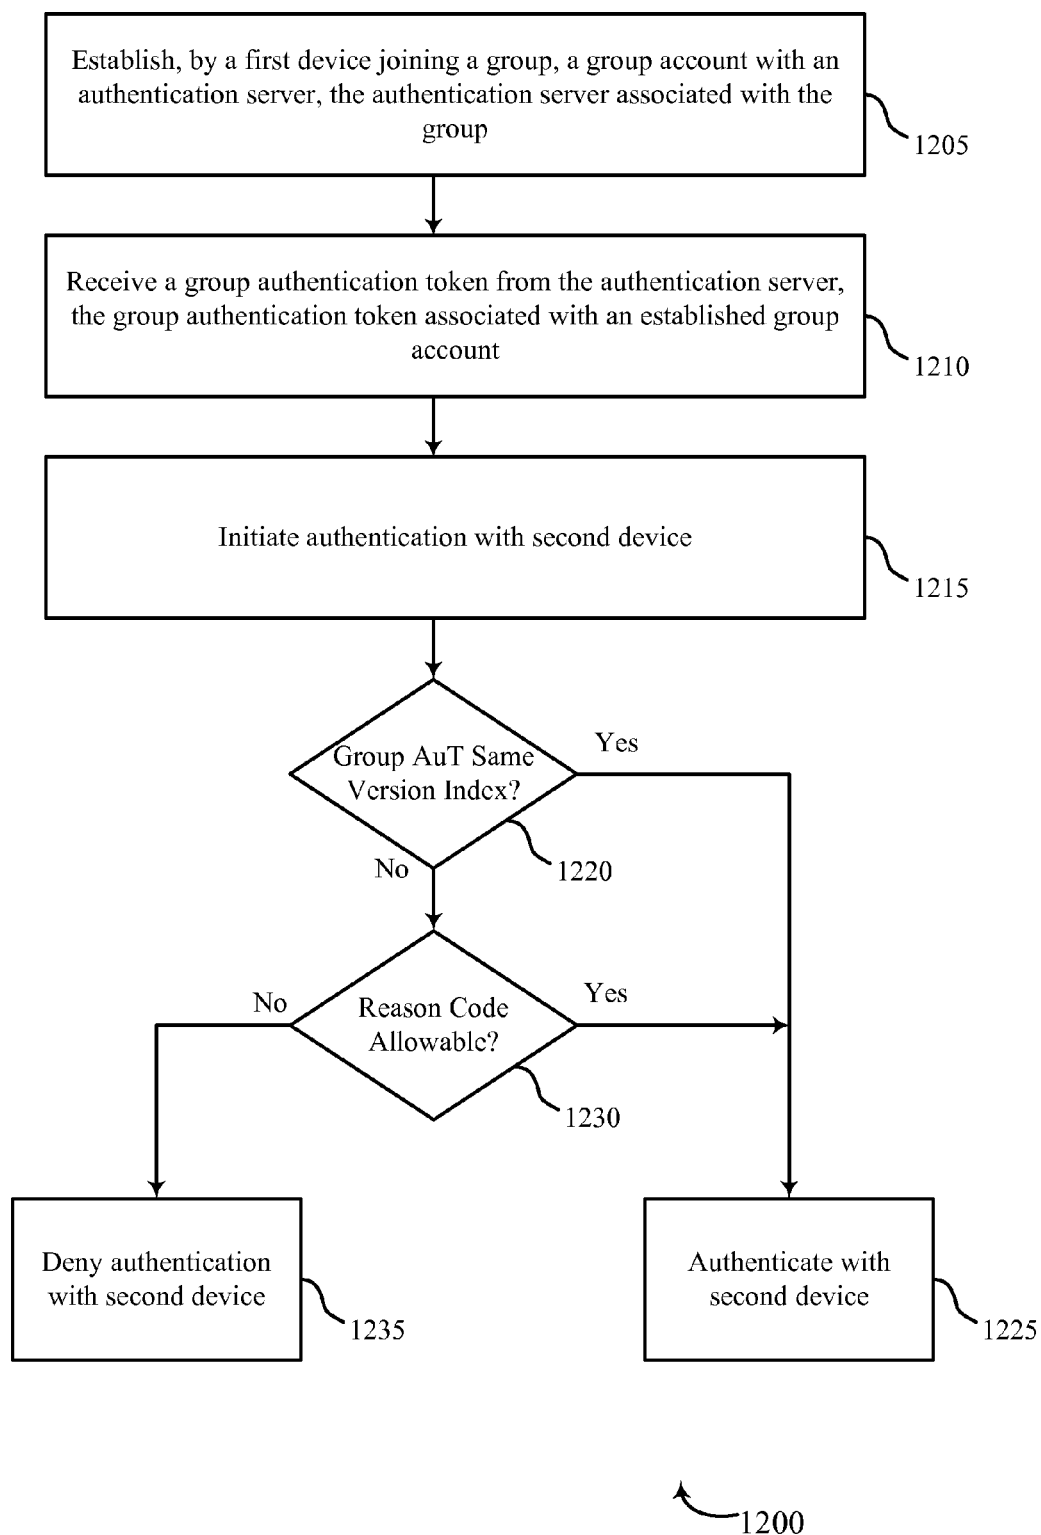 Establish, by a first device joining a group, a group account with an
authentication server, the authentication server associated with the
group
1205
Receive a group authentication token from the authentication server,
the group authentication token associated with an established group
account
1210
Initiate authentication with second device
1215
Group AuT Same
Version Index?
Yes
No
1220
Reason Code
Allowable?
No
Yes
1230
Deny authentication
with second device
1235
Authenticate with
second device
1225
1200